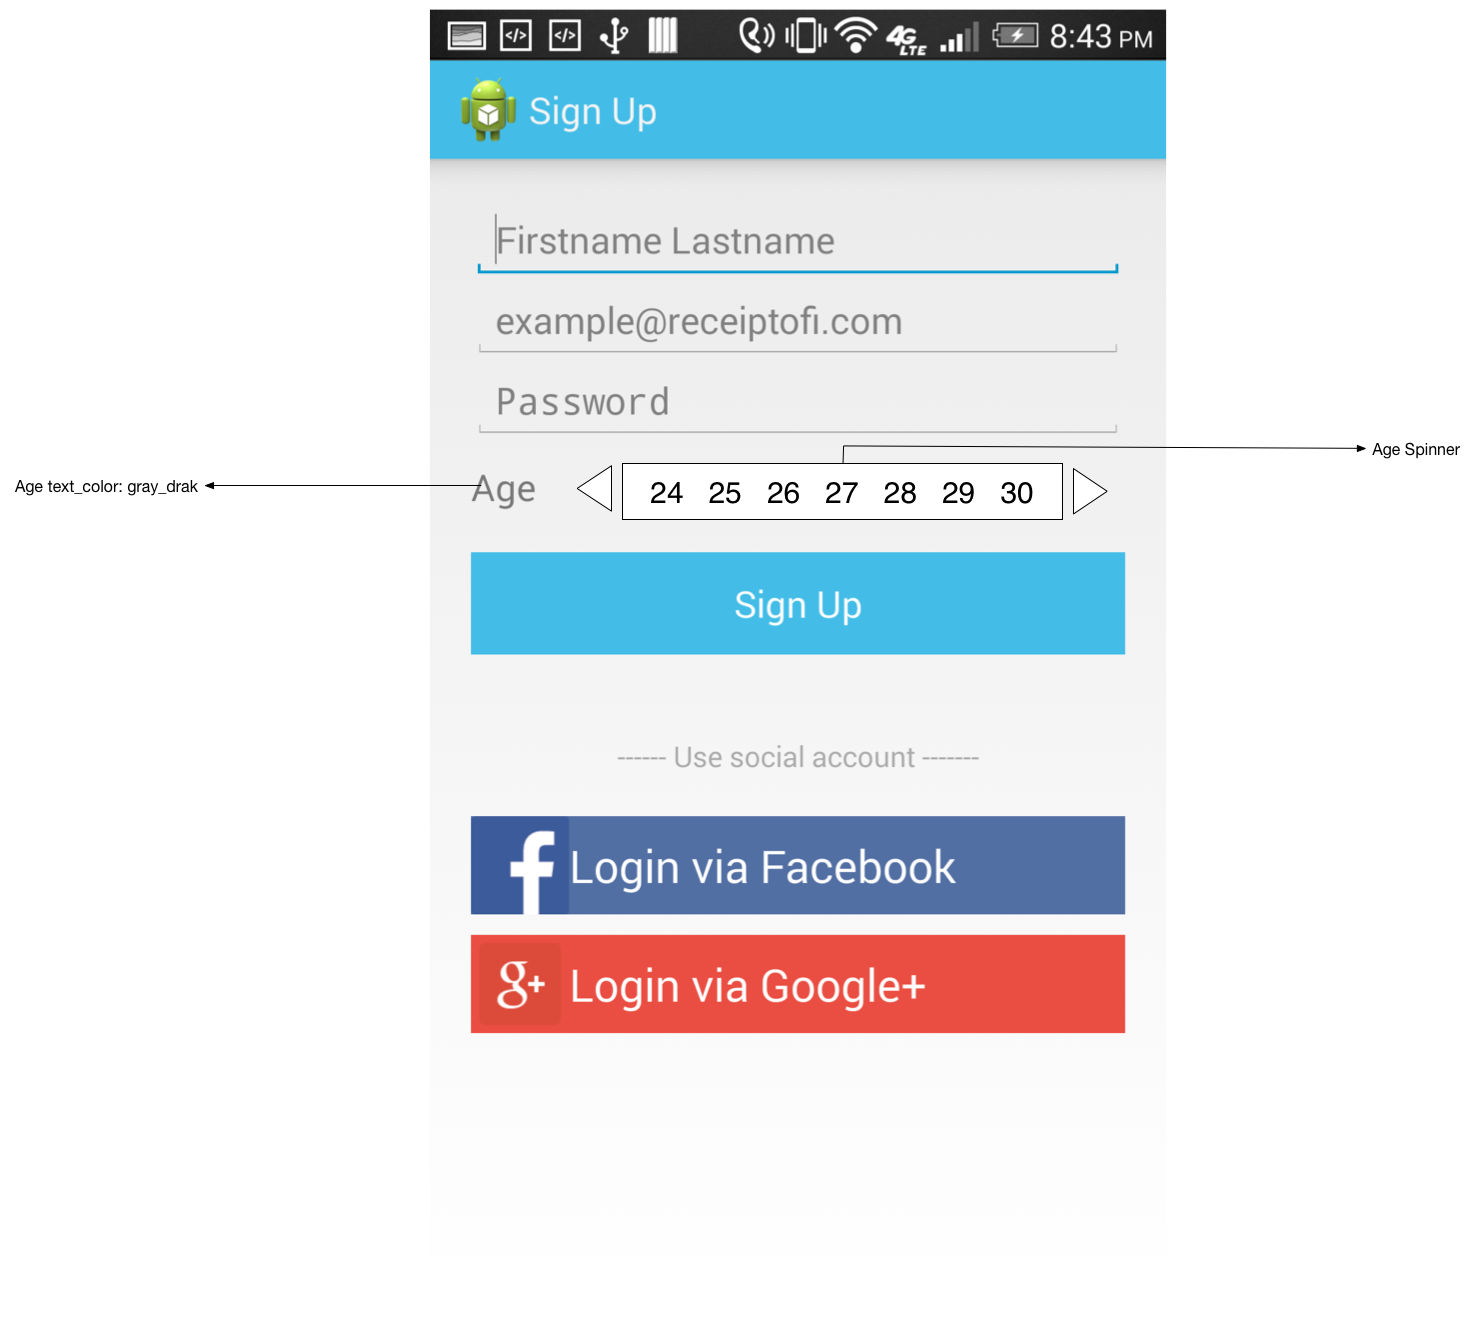 4G LTE 8:43 PM
Sign Up
Firstname Lastname
example@receiptofi.com
Password
Age Spinner
Age text_color: gray_drak
Age 24 25 26 27 28 29 30
Sign Up
------ Use social account -------
f Login via Facebook
g+ Login via Google+